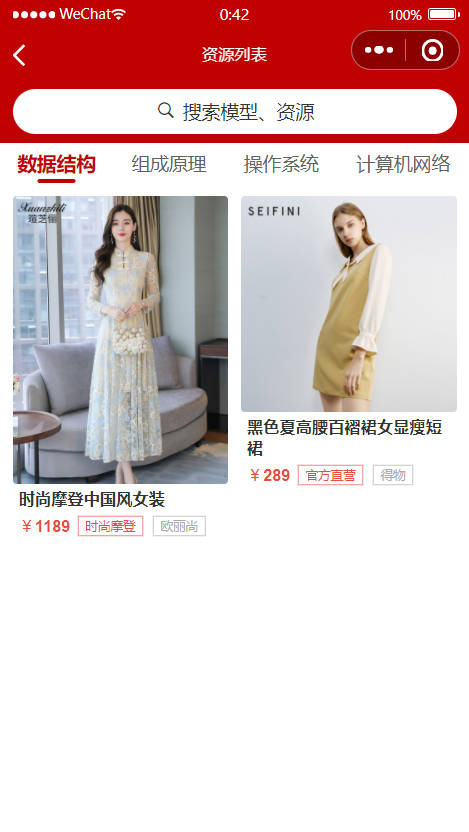 WeChat
0:42
100%
资源列表
搜索模型、资源
数据结构
组成原理
操作系统
计算机网络
Xuanzhili
瑄芝俪
SEIFINI
时尚摩登中国风女装
￥1189 时尚摩登 欧丽尚
黑色夏高腰百褶裙女显瘦短
裙
￥289 官方直营 得物